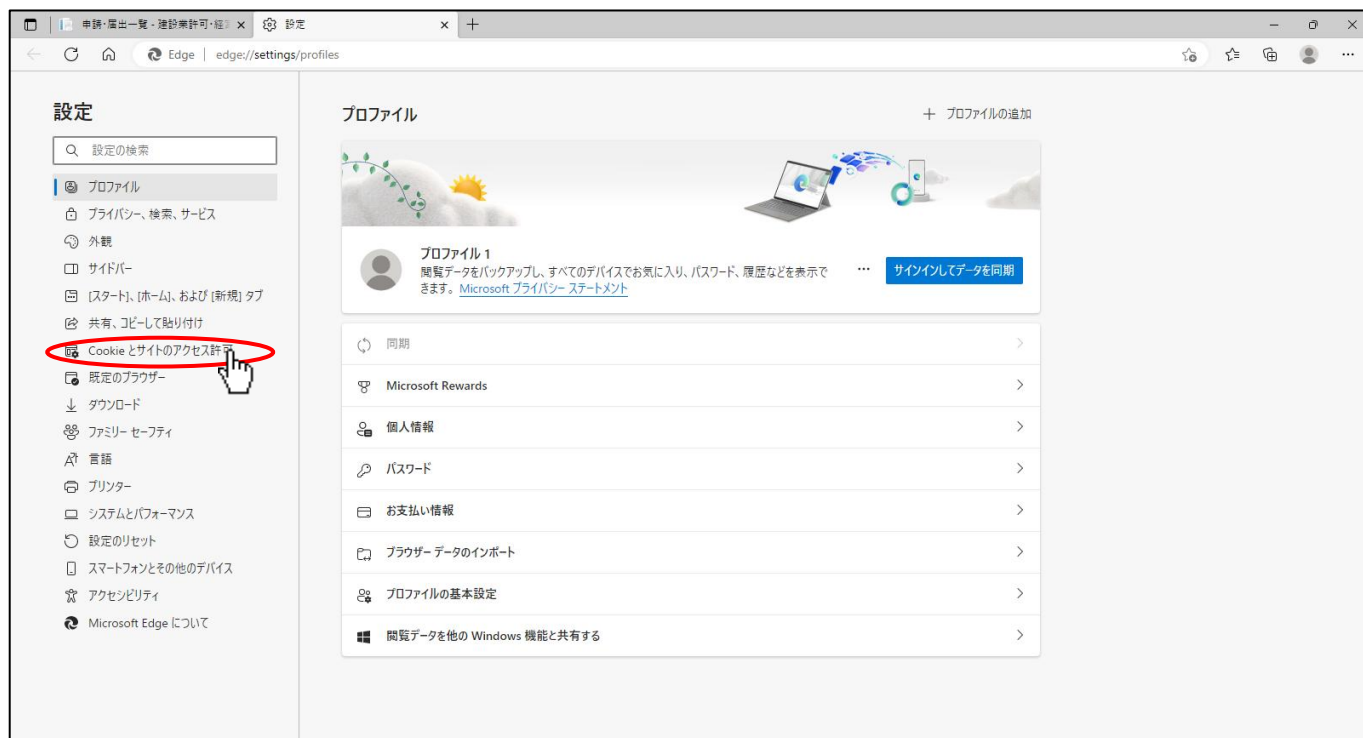 申請・届出一覧 - 建設業許可・経
設定
Edge | edge://settings/profiles
設定
設定の検索
プロファイル
プライバシー、検索、サービス
外観
サイドバー
[スタート]、[ホーム]、および [新規] タブ
共有、コピーして貼り付け
Cookie とサイトのアクセス許可
既定のブラウザー
ダウンロード
ファミリー セーフティ
言語
プリンター
システムとパフォーマンス
設定のリセット
スマートフォンとその他のデバイス
アクセシビリティ
Microsoft Edge について
プロファイル
プロファイルの追加
プロファイル 1
閲覧データをバックアップし、すべてのデバイスでお気に入り、パスワード、履歴などを表示で
きます。Microsoft プライバシー ステートメント
サインインしてデータを同期
同期
Microsoft Rewards
個人情報
パスワード
お支払い情報
ブラウザー データのインポート
プロファイルの基本設定
閲覧データを他の Windows 機能と共有する